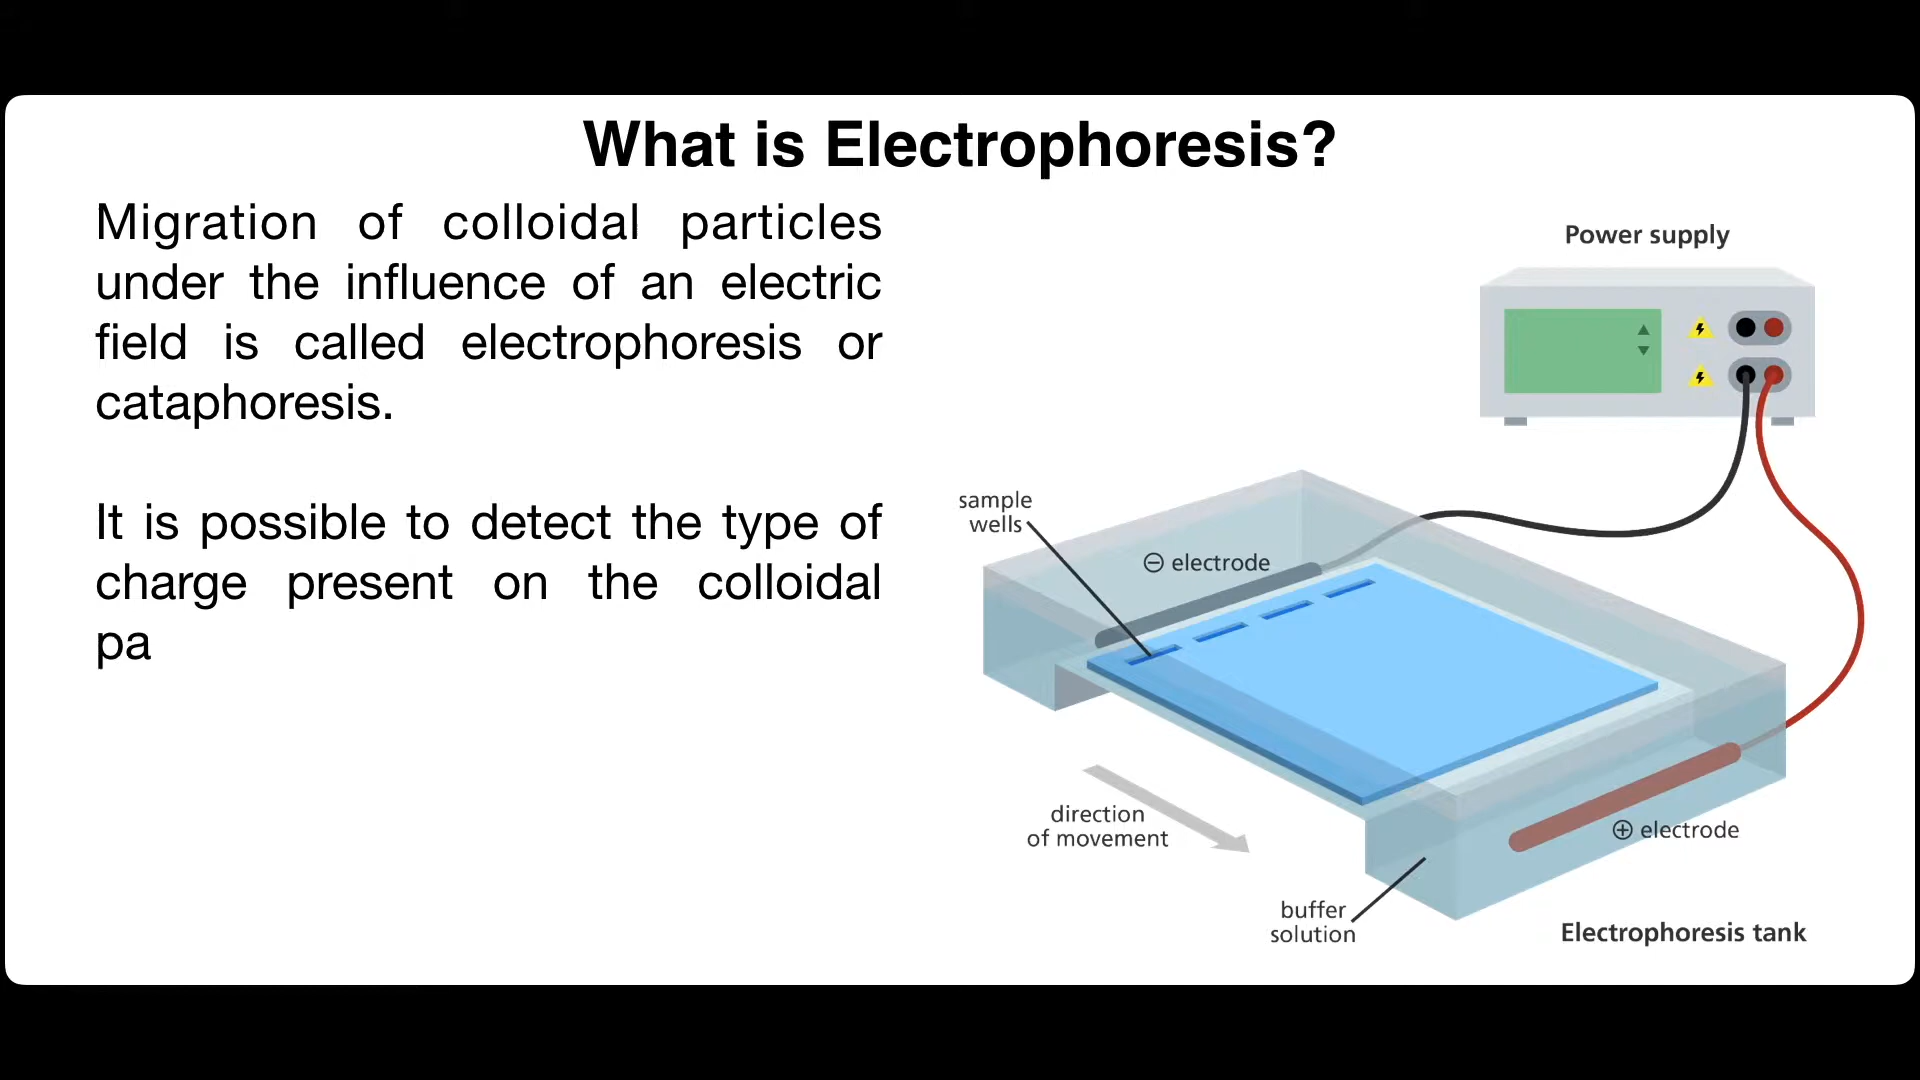 What is Electrophoresis?
Migration of colloidal particles
under the influence of an electric
field is called electrophoresis or
cataphoresis.
It is possible to detect the type of
charge present on the colloidal
pa
Power supply
sample
wells
⊖ electrode
direction
of movement
⊕ electrode
buffer
solution
Electrophoresis tank